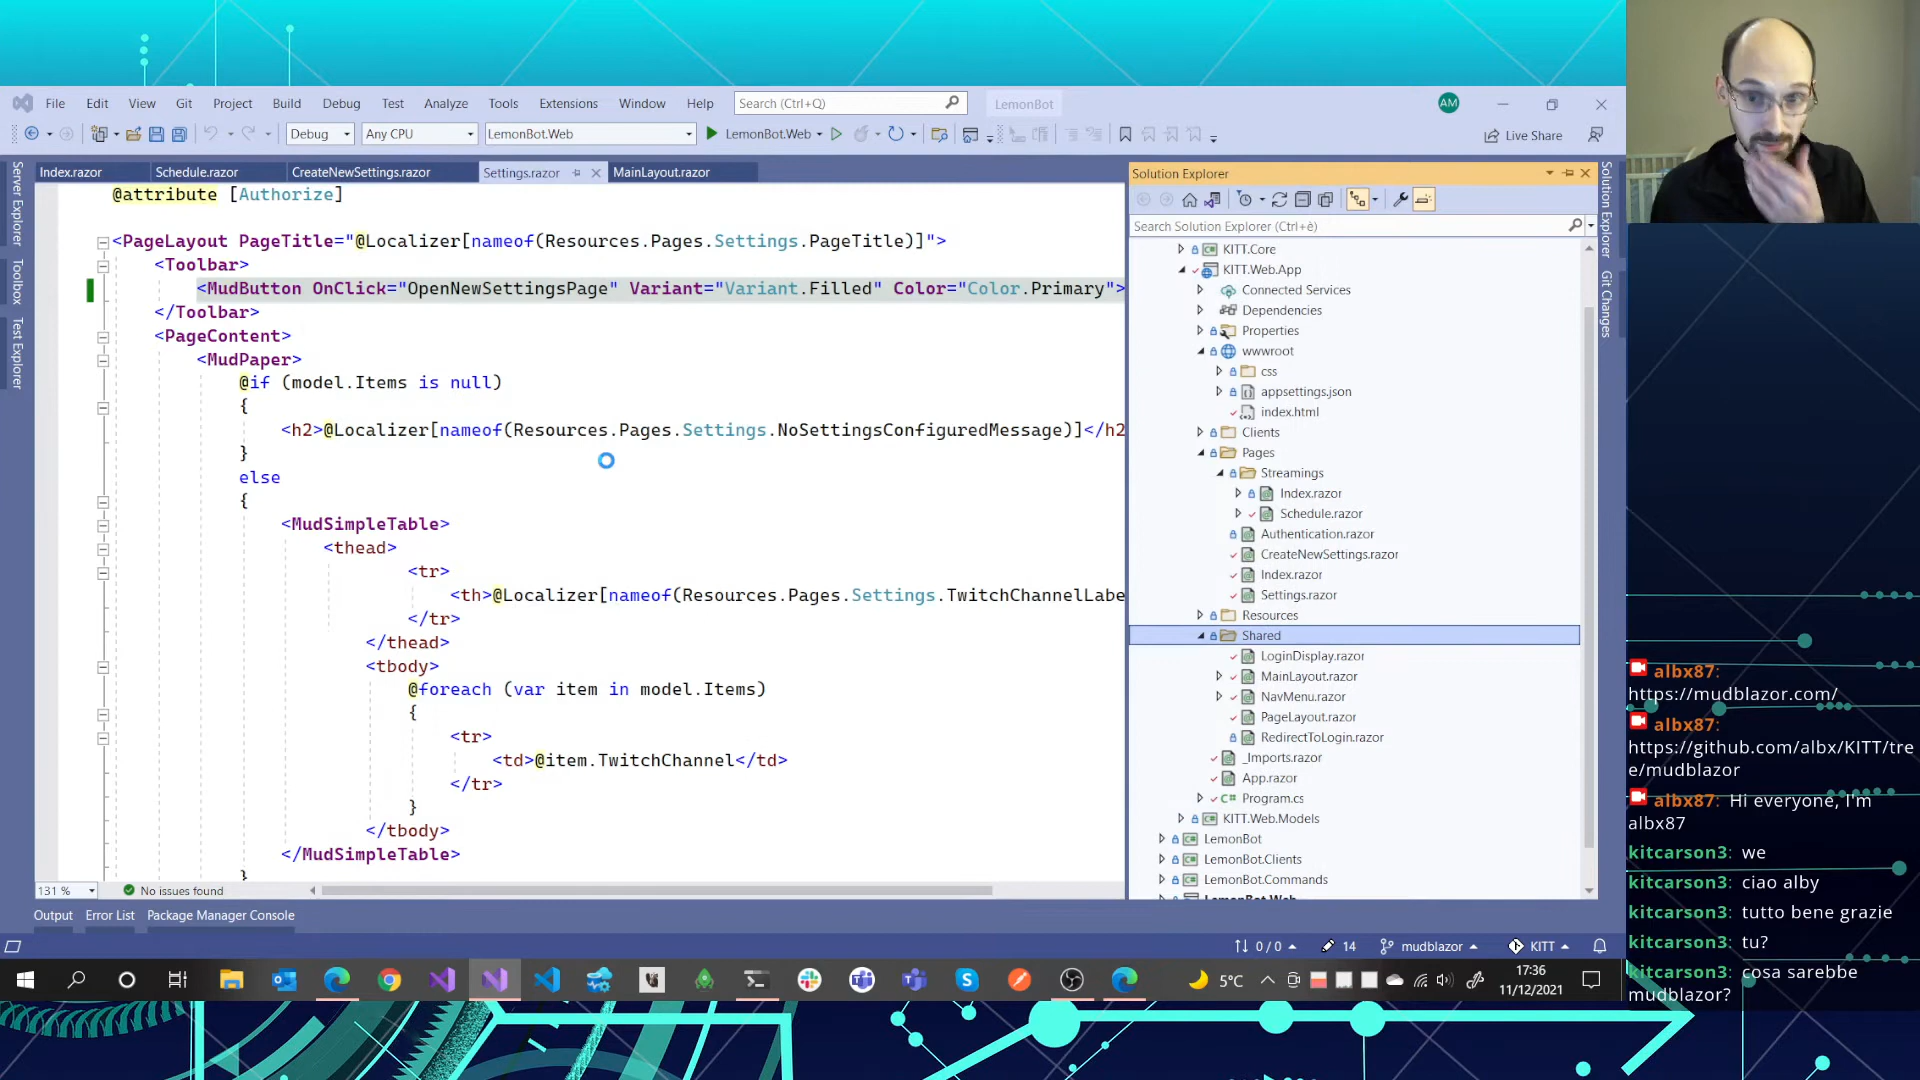 File Edit View Git Project Build Debug Test Analyze Tools Extensions Window Help Search (Ctrl+Q) LemonBot AM
Debug Any CPU LemonBot.Web LemonBot.Web Live Share
Index.razor Schedule.razor CreateNewSettings.razor Settings.razor MainLayout.razor
Server Explorer
Toolbox
Test Explorer
@attribute [Authorize]
<PageLayout PageTitle="@Localizer[nameof(Resources.Pages.Settings.PageTitle)]">
<Toolbar>
<MudButton OnClick="OpenNewSettingsPage" Variant="Variant.Filled" Color="Color.Primary">
</Toolbar>
<PageContent>
<MudPaper>
@if (model.Items is null)
{
<h2>@Localizer[nameof(Resources.Pages.Settings.NoSettingsConfiguredMessage)]</h2
}
else
{
<MudSimpleTable>
<thead>
<tr>
<th>@Localizer[nameof(Resources.Pages.Settings.TwitchChannelLabe
</tr>
</thead>
<tbody>
@foreach (var item in model.Items)
{
<tr>
<td>@item.TwitchChannel</td>
</tr>
}
</tbody>
</MudSimpleTable>
}
131 % No issues found
Output Error List Package Manager Console
Solution Explorer
Search Solution Explorer (Ctrl+è)
KITT.Core
KITT.Web.App
Connected Services
Dependencies
Properties
wwwroot
css
appsettings.json
index.html
Clients
Pages
Streamings
Index.razor
Schedule.razor
Authentication.razor
CreateNewSettings.razor
Index.razor
Settings.razor
Resources
Shared
LoginDisplay.razor
MainLayout.razor
NavMenu.razor
PageLayout.razor
RedirectToLogin.razor
_Imports.razor
App.razor
Program.cs
KITT.Web.Models
LemonBot
LemonBot.Clients
LemonBot.Commands
LemonBot.Web
Solution Explorer
Git Changes
0 / 0 14 mudblazor KITT
5°C 17:36
11/12/2021
albx87:
https://mudblazor.com/
albx87:
https://github.com/albx/KITT/tre
e/mudblazor
albx87: Hi everyone, I'm
albx87
kitcarson3: we
kitcarson3: ciao alby
kitcarson3: tutto bene grazie
kitcarson3: tu?
kitcarson3: cosa sarebbe
mudblazor?